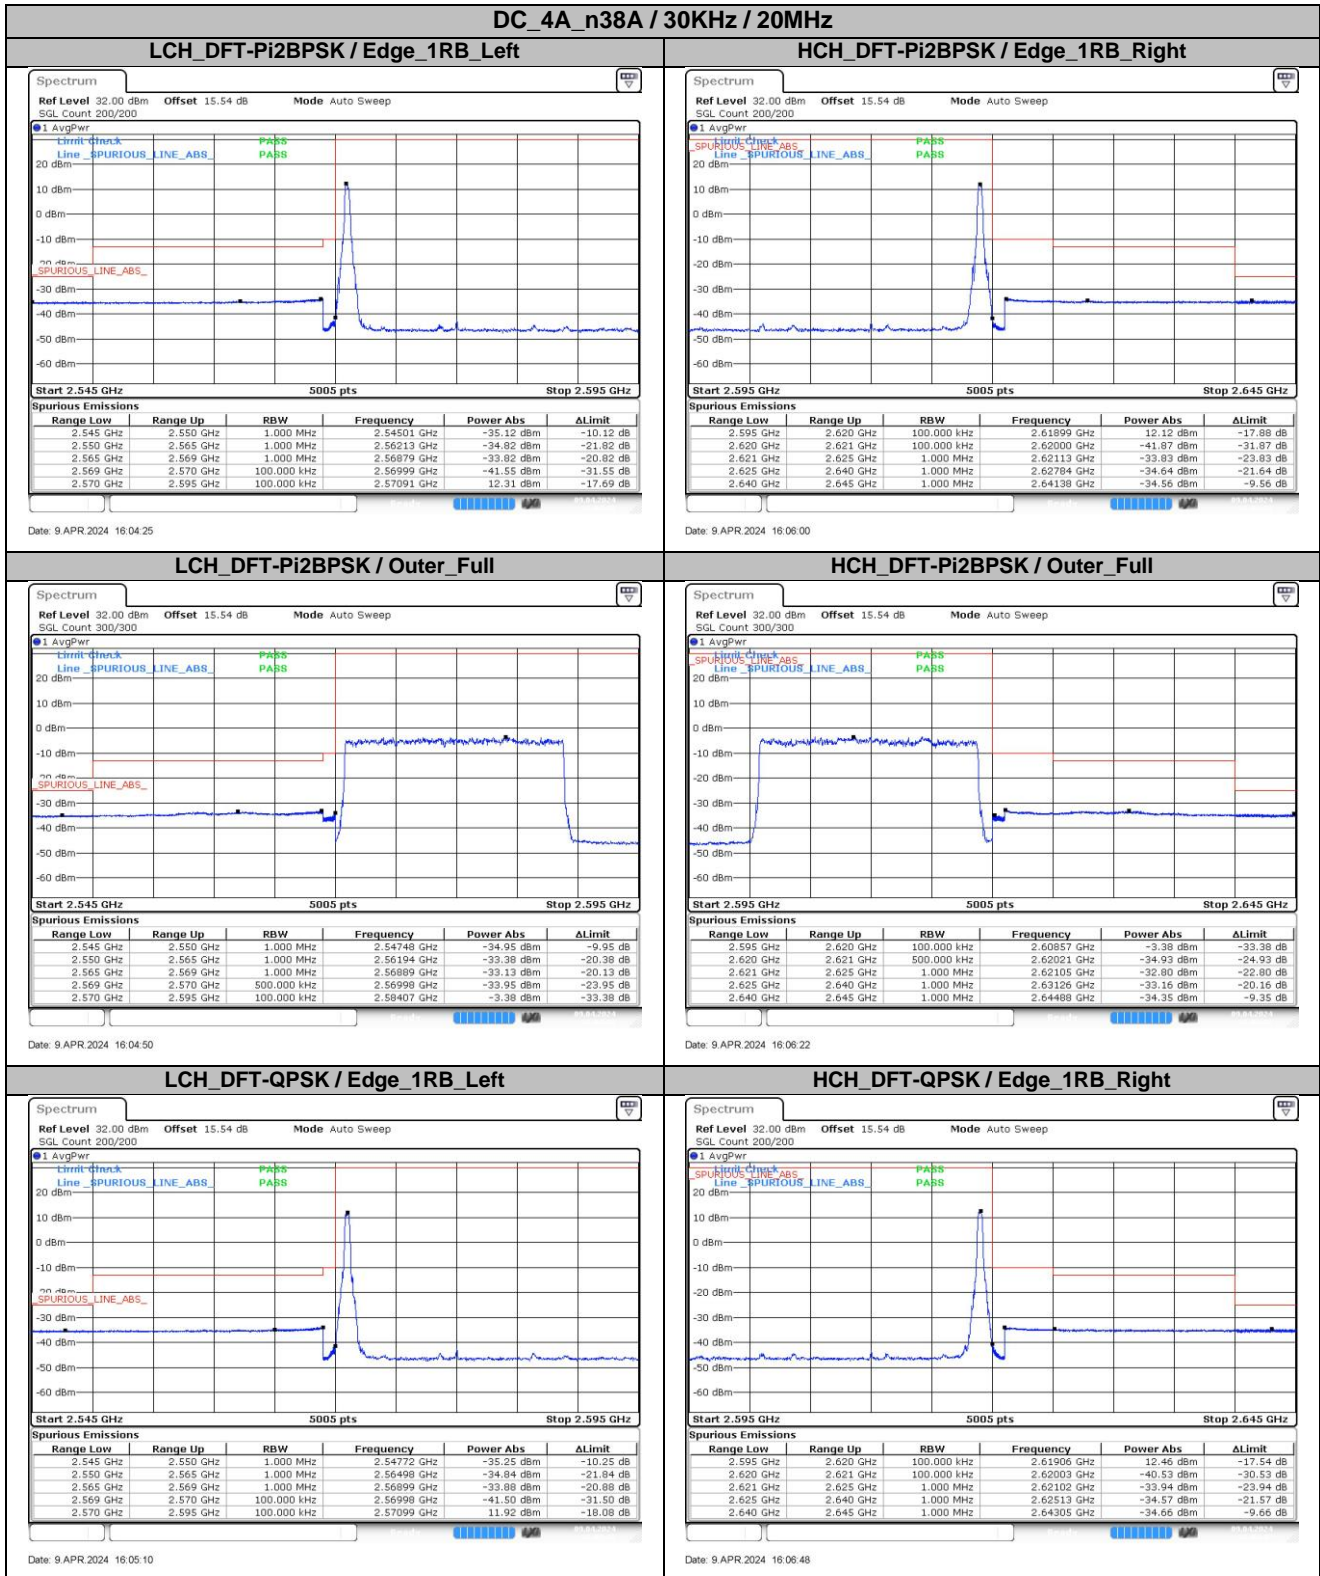 DC_4A_n38A / 30KHz / 20MHz
LCH_DFT-Pi2BPSK / Edge_1RB_Left
Spectrum
Ref Level 32.00 dBm Offset 15.54 dB Mode Auto Sweep
SGL Count 200/200
1 AvgPwr
Limit Check PASS
Line _SPURIOUS_LINE_ABS_ PASS
20 dBm
10 dBm
0 dBm
-10 dBm
-20 dBm
_SPURIOUS_LINE_ABS_
-30 dBm
-40 dBm
-50 dBm
-60 dBm
Start 2.545 GHz 5005 pts Stop 2.595 GHz
Spurious Emissions
Range Low Range Up RBW Frequency Power Abs ΔLimit
2.545 GHz 2.550 GHz 1.000 MHz 2.54501 GHz -35.12 dBm -10.12 dB
2.550 GHz 2.565 GHz 1.000 MHz 2.56213 GHz -34.82 dBm -21.82 dB
2.565 GHz 2.569 GHz 1.000 MHz 2.56879 GHz -33.82 dBm -20.82 dB
2.569 GHz 2.570 GHz 100.000 kHz 2.56999 GHz -41.55 dBm -31.55 dB
2.570 GHz 2.595 GHz 100.000 kHz 2.57091 GHz 12.31 dBm -17.69 dB
Date: 9.APR.2024 16:04:25
HCH_DFT-Pi2BPSK / Edge_1RB_Right
Spectrum
Ref Level 32.00 dBm Offset 15.54 dB Mode Auto Sweep
SGL Count 200/200
1 AvgPwr
Limit Check PASS
_SPURIOUS_LINE_ABS_
Line _SPURIOUS_LINE_ABS_ PASS
20 dBm
10 dBm
0 dBm
-10 dBm
-20 dBm
-30 dBm
-40 dBm
-50 dBm
-60 dBm
Start 2.595 GHz 5005 pts Stop 2.645 GHz
Spurious Emissions
Range Low Range Up RBW Frequency Power Abs ΔLimit
2.595 GHz 2.620 GHz 100.000 kHz 2.61899 GHz 12.12 dBm -17.88 dB
2.620 GHz 2.621 GHz 100.000 kHz 2.62000 GHz -41.87 dBm -31.87 dB
2.621 GHz 2.625 GHz 1.000 MHz 2.62113 GHz -33.83 dBm -23.83 dB
2.625 GHz 2.640 GHz 1.000 MHz 2.62784 GHz -34.64 dBm -21.64 dB
2.640 GHz 2.645 GHz 1.000 MHz 2.64138 GHz -34.56 dBm -9.56 dB
Date: 9.APR.2024 16:06:00
LCH_DFT-Pi2BPSK / Outer_Full
Spectrum
Ref Level 32.00 dBm Offset 15.54 dB Mode Auto Sweep
SGL Count 300/300
1 AvgPwr
Limit Check PASS
Line _SPURIOUS_LINE_ABS_ PASS
20 dBm
10 dBm
0 dBm
-10 dBm
-20 dBm
_SPURIOUS_LINE_ABS_
-30 dBm
-40 dBm
-50 dBm
-60 dBm
Start 2.545 GHz 5005 pts Stop 2.595 GHz
Spurious Emissions
Range Low Range Up RBW Frequency Power Abs ΔLimit
2.545 GHz 2.550 GHz 1.000 MHz 2.54748 GHz -34.95 dBm -9.95 dB
2.550 GHz 2.565 GHz 1.000 MHz 2.56194 GHz -33.38 dBm -20.38 dB
2.565 GHz 2.569 GHz 1.000 MHz 2.56889 GHz -33.13 dBm -20.13 dB
2.569 GHz 2.570 GHz 500.000 kHz 2.56998 GHz -33.95 dBm -23.95 dB
2.570 GHz 2.595 GHz 100.000 kHz 2.58407 GHz -3.38 dBm -33.38 dB
Date: 9.APR.2024 16:04:50
HCH_DFT-Pi2BPSK / Outer_Full
Spectrum
Ref Level 32.00 dBm Offset 15.54 dB Mode Auto Sweep
SGL Count 300/300
1 AvgPwr
Limit Check PASS
_SPURIOUS_LINE_ABS_
Line _SPURIOUS_LINE_ABS_ PASS
20 dBm
10 dBm
0 dBm
-10 dBm
-20 dBm
-30 dBm
-40 dBm
-50 dBm
-60 dBm
Start 2.595 GHz 5005 pts Stop 2.645 GHz
Spurious Emissions
Range Low Range Up RBW Frequency Power Abs ΔLimit
2.595 GHz 2.620 GHz 100.000 kHz 2.60857 GHz -3.38 dBm -33.38 dB
2.620 GHz 2.621 GHz 500.000 kHz 2.62021 GHz -34.93 dBm -24.93 dB
2.621 GHz 2.625 GHz 1.000 MHz 2.62105 GHz -32.80 dBm -22.80 dB
2.625 GHz 2.640 GHz 1.000 MHz 2.63126 GHz -33.16 dBm -20.16 dB
2.640 GHz 2.645 GHz 1.000 MHz 2.64488 GHz -34.35 dBm -9.35 dB
Date: 9.APR.2024 16:06:22
LCH_DFT-QPSK / Edge_1RB_Left
Spectrum
Ref Level 32.00 dBm Offset 15.54 dB Mode Auto Sweep
SGL Count 200/200
1 AvgPwr
Limit Check PASS
Line _SPURIOUS_LINE_ABS_ PASS
20 dBm
10 dBm
0 dBm
-10 dBm
-20 dBm
_SPURIOUS_LINE_ABS_
-30 dBm
-40 dBm
-50 dBm
-60 dBm
Start 2.545 GHz 5005 pts Stop 2.595 GHz
Spurious Emissions
Range Low Range Up RBW Frequency Power Abs ΔLimit
2.545 GHz 2.550 GHz 1.000 MHz 2.54772 GHz -35.25 dBm -10.25 dB
2.550 GHz 2.565 GHz 1.000 MHz 2.56498 GHz -34.84 dBm -21.84 dB
2.565 GHz 2.569 GHz 1.000 MHz 2.56899 GHz -33.88 dBm -20.88 dB
2.569 GHz 2.570 GHz 100.000 kHz 2.56998 GHz -41.50 dBm -31.50 dB
2.570 GHz 2.595 GHz 100.000 kHz 2.57099 GHz 11.92 dBm -18.08 dB
Date: 9.APR.2024 16:05:10
HCH_DFT-QPSK / Edge_1RB_Right
Spectrum
Ref Level 32.00 dBm Offset 15.54 dB Mode Auto Sweep
SGL Count 200/200
1 AvgPwr
Limit Check PASS
_SPURIOUS_LINE_ABS_
Line _SPURIOUS_LINE_ABS_ PASS
20 dBm
10 dBm
0 dBm
-10 dBm
-20 dBm
-30 dBm
-40 dBm
-50 dBm
-60 dBm
Start 2.595 GHz 5005 pts Stop 2.645 GHz
Spurious Emissions
Range Low Range Up RBW Frequency Power Abs ΔLimit
2.595 GHz 2.620 GHz 100.000 kHz 2.61906 GHz 12.46 dBm -17.54 dB
2.620 GHz 2.621 GHz 100.000 kHz 2.62003 GHz -40.53 dBm -30.53 dB
2.621 GHz 2.625 GHz 1.000 MHz 2.62102 GHz -33.94 dBm -23.94 dB
2.625 GHz 2.640 GHz 1.000 MHz 2.62513 GHz -34.57 dBm -21.57 dB
2.640 GHz 2.645 GHz 1.000 MHz 2.64305 GHz -34.66 dBm -9.66 dB
Date: 9.APR.2024 16:06:48